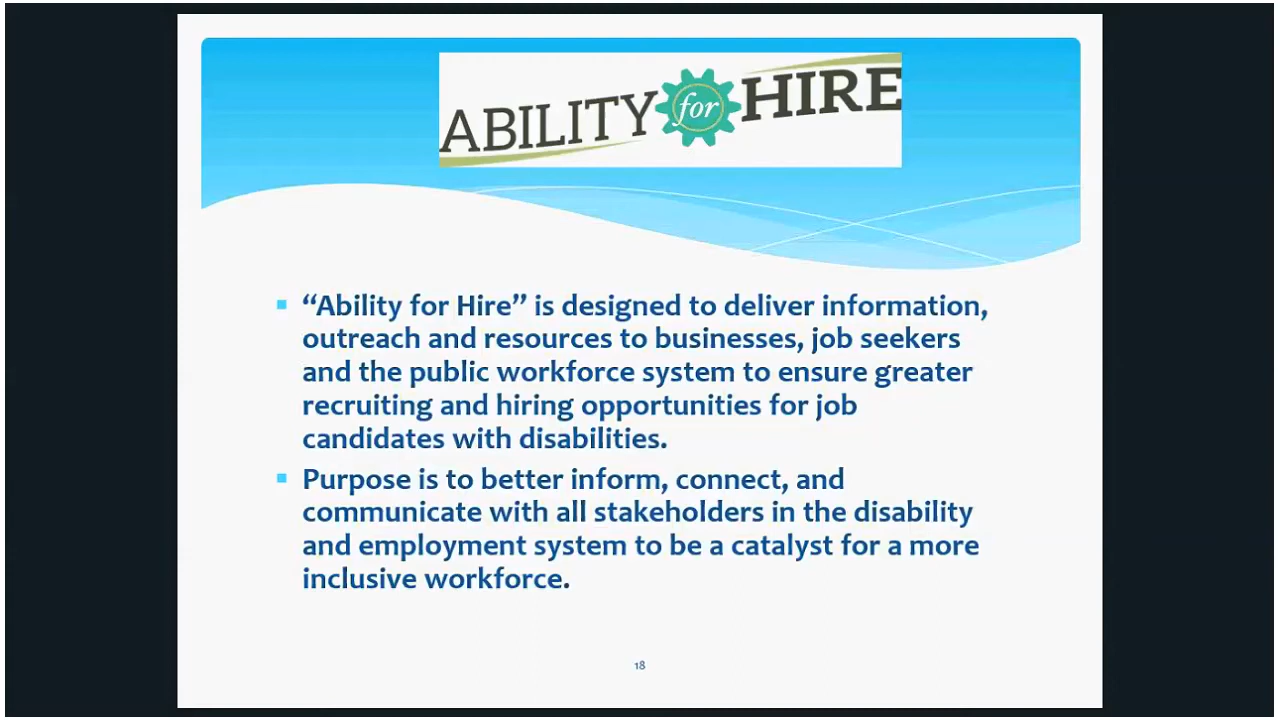 ABILITY for HIRE
“Ability for Hire” is designed to deliver information,
outreach and resources to businesses, job seekers
and the public workforce system to ensure greater
recruiting and hiring opportunities for job
candidates with disabilities.
Purpose is to better inform, connect, and
communicate with all stakeholders in the disability
and employment system to be a catalyst for a more
inclusive workforce.
18